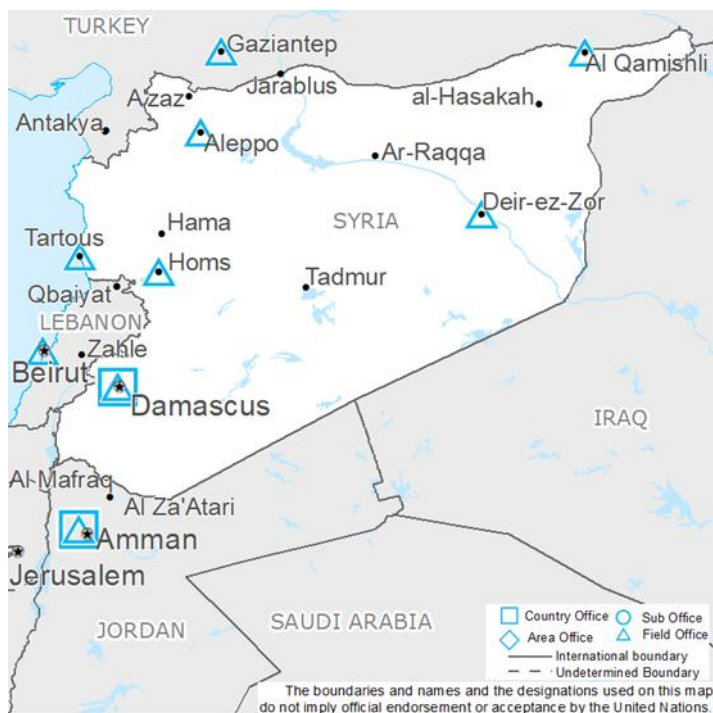 TURKEY
Gaziantep
Al Qamishli
Jarablus
A'zaz
al-Hasakah
Antakya
Aleppo
Ar-Raqqa
Deir-ez-Zor
Hama
SYRIA
Tartous
Homs
Tadmur
Qbaiyat
LEBANON
Zahle
Beirut
Damascus
IRAQ
Al-Mafraq
Al Za'Atari
Amman
Jerusalem
SAUDI ARABIA
JORDAN
Country Office
Sub Office
Area Office
Field Office
International boundary
Undetermined Boundary
The boundaries and names and the designations used on this map
do not imply official endorsement or acceptance by the United Nations.